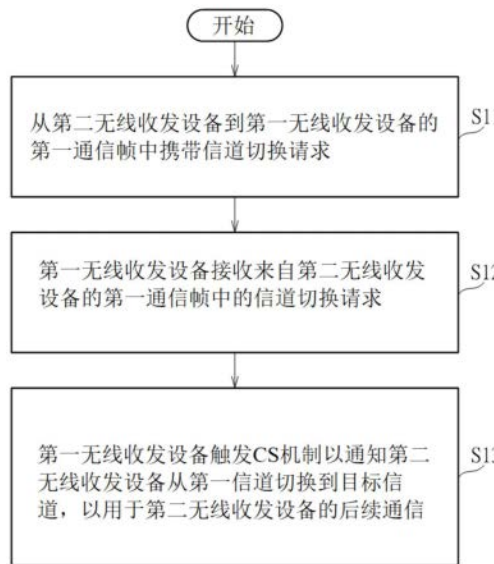 开始
从第二无线收发设备到第一无线收发设备的
第一通信帧中携带信道切换请求
S11
第一无线收发设备接收来自第二无线收发
设备的第一通信帧中的信道切换请求
S12
第一无线收发设备触发CS机制以通知第二
无线收发设备从第一信道切换到目标信
道，以用于第二无线收发设备的后续通信
S13